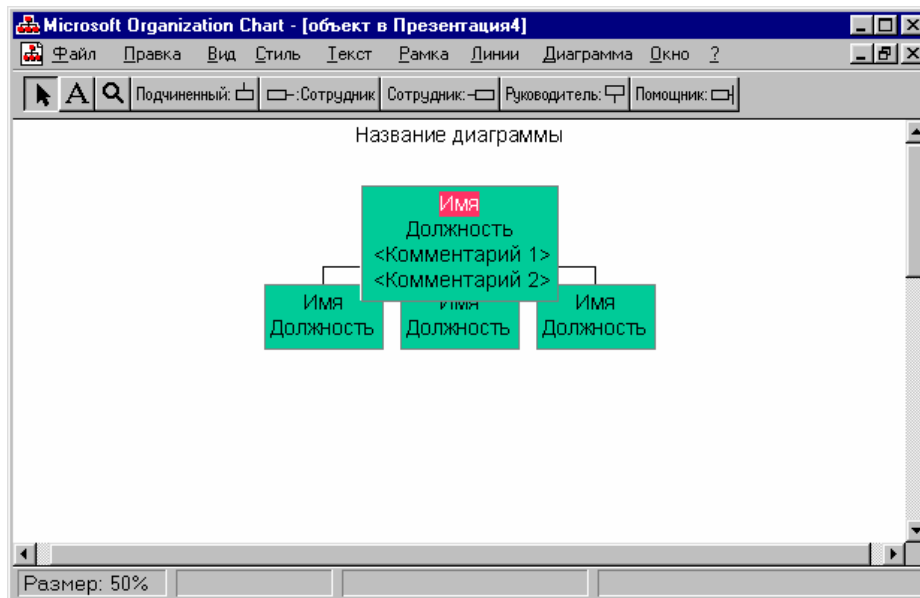 Microsoft Organization Chart - [объект в Презентация4]
Файл Правка Вид Стиль Текст Рамка Линии Диаграмма Окно ?
A Подчиненный: :Сотрудник Сотрудник: Руководитель: Помощник:
Название диаграммы
Имя
Должность
<Комментарий 1>
<Комментарий 2>
Имя Имя Имя
Должность Должность Должность
Размер: 50%